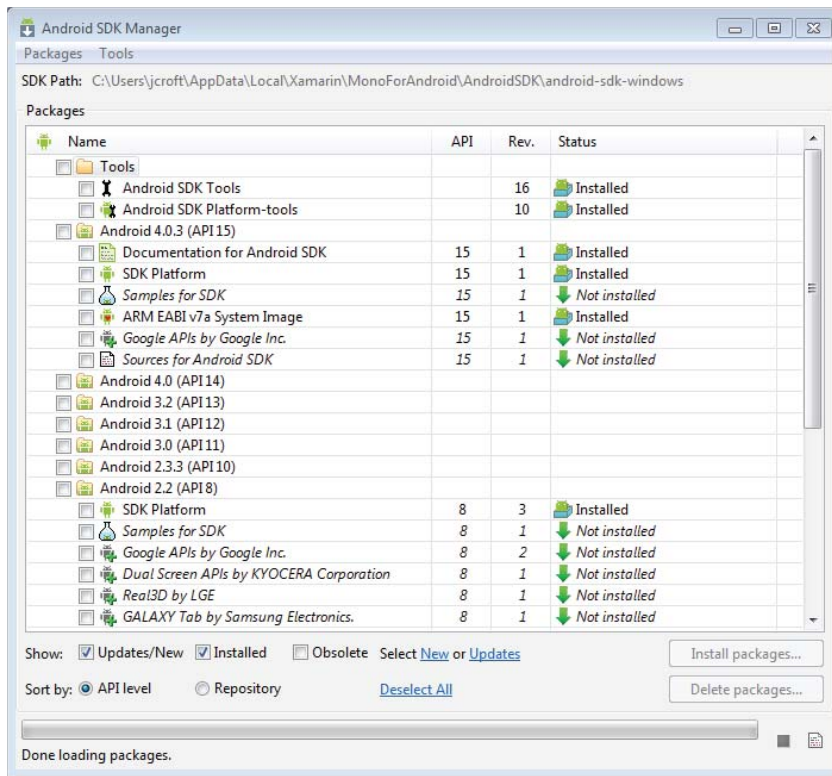 Android SDK Manager
Packages Tools
SDK Path: C:\Users\jcroft\AppData\Local\Xamarin\MonoForAndroid\AndroidSDK\android-sdk-windows
Packages
Name API Rev. Status
Tools
Android SDK Tools 16 Installed
Android SDK Platform-tools 10 Installed
Android 4.0.3 (API 15)
Documentation for Android SDK 15 1 Installed
SDK Platform 15 1 Installed
Samples for SDK 15 1 Not installed
ARM EABI v7a System Image 15 1 Installed
Google APIs by Google Inc. 15 1 Not installed
Sources for Android SDK 15 1 Not installed
Android 4.0 (API 14)
Android 3.2 (API 13)
Android 3.1 (API 12)
Android 3.0 (API 11)
Android 2.3.3 (API 10)
Android 2.2 (API 8)
SDK Platform 8 3 Installed
Samples for SDK 8 1 Not installed
Google APIs by Google Inc. 8 2 Not installed
Dual Screen APIs by KYOCERA Corporation 8 1 Not installed
Real3D by LGE 8 1 Not installed
GALAXY Tab by Samsung Electronics. 8 1 Not installed
Show: Updates/New Installed Obsolete Select New or Updates Install packages...
Sort by: API level Repository Deselect All Delete packages...
Done loading packages.